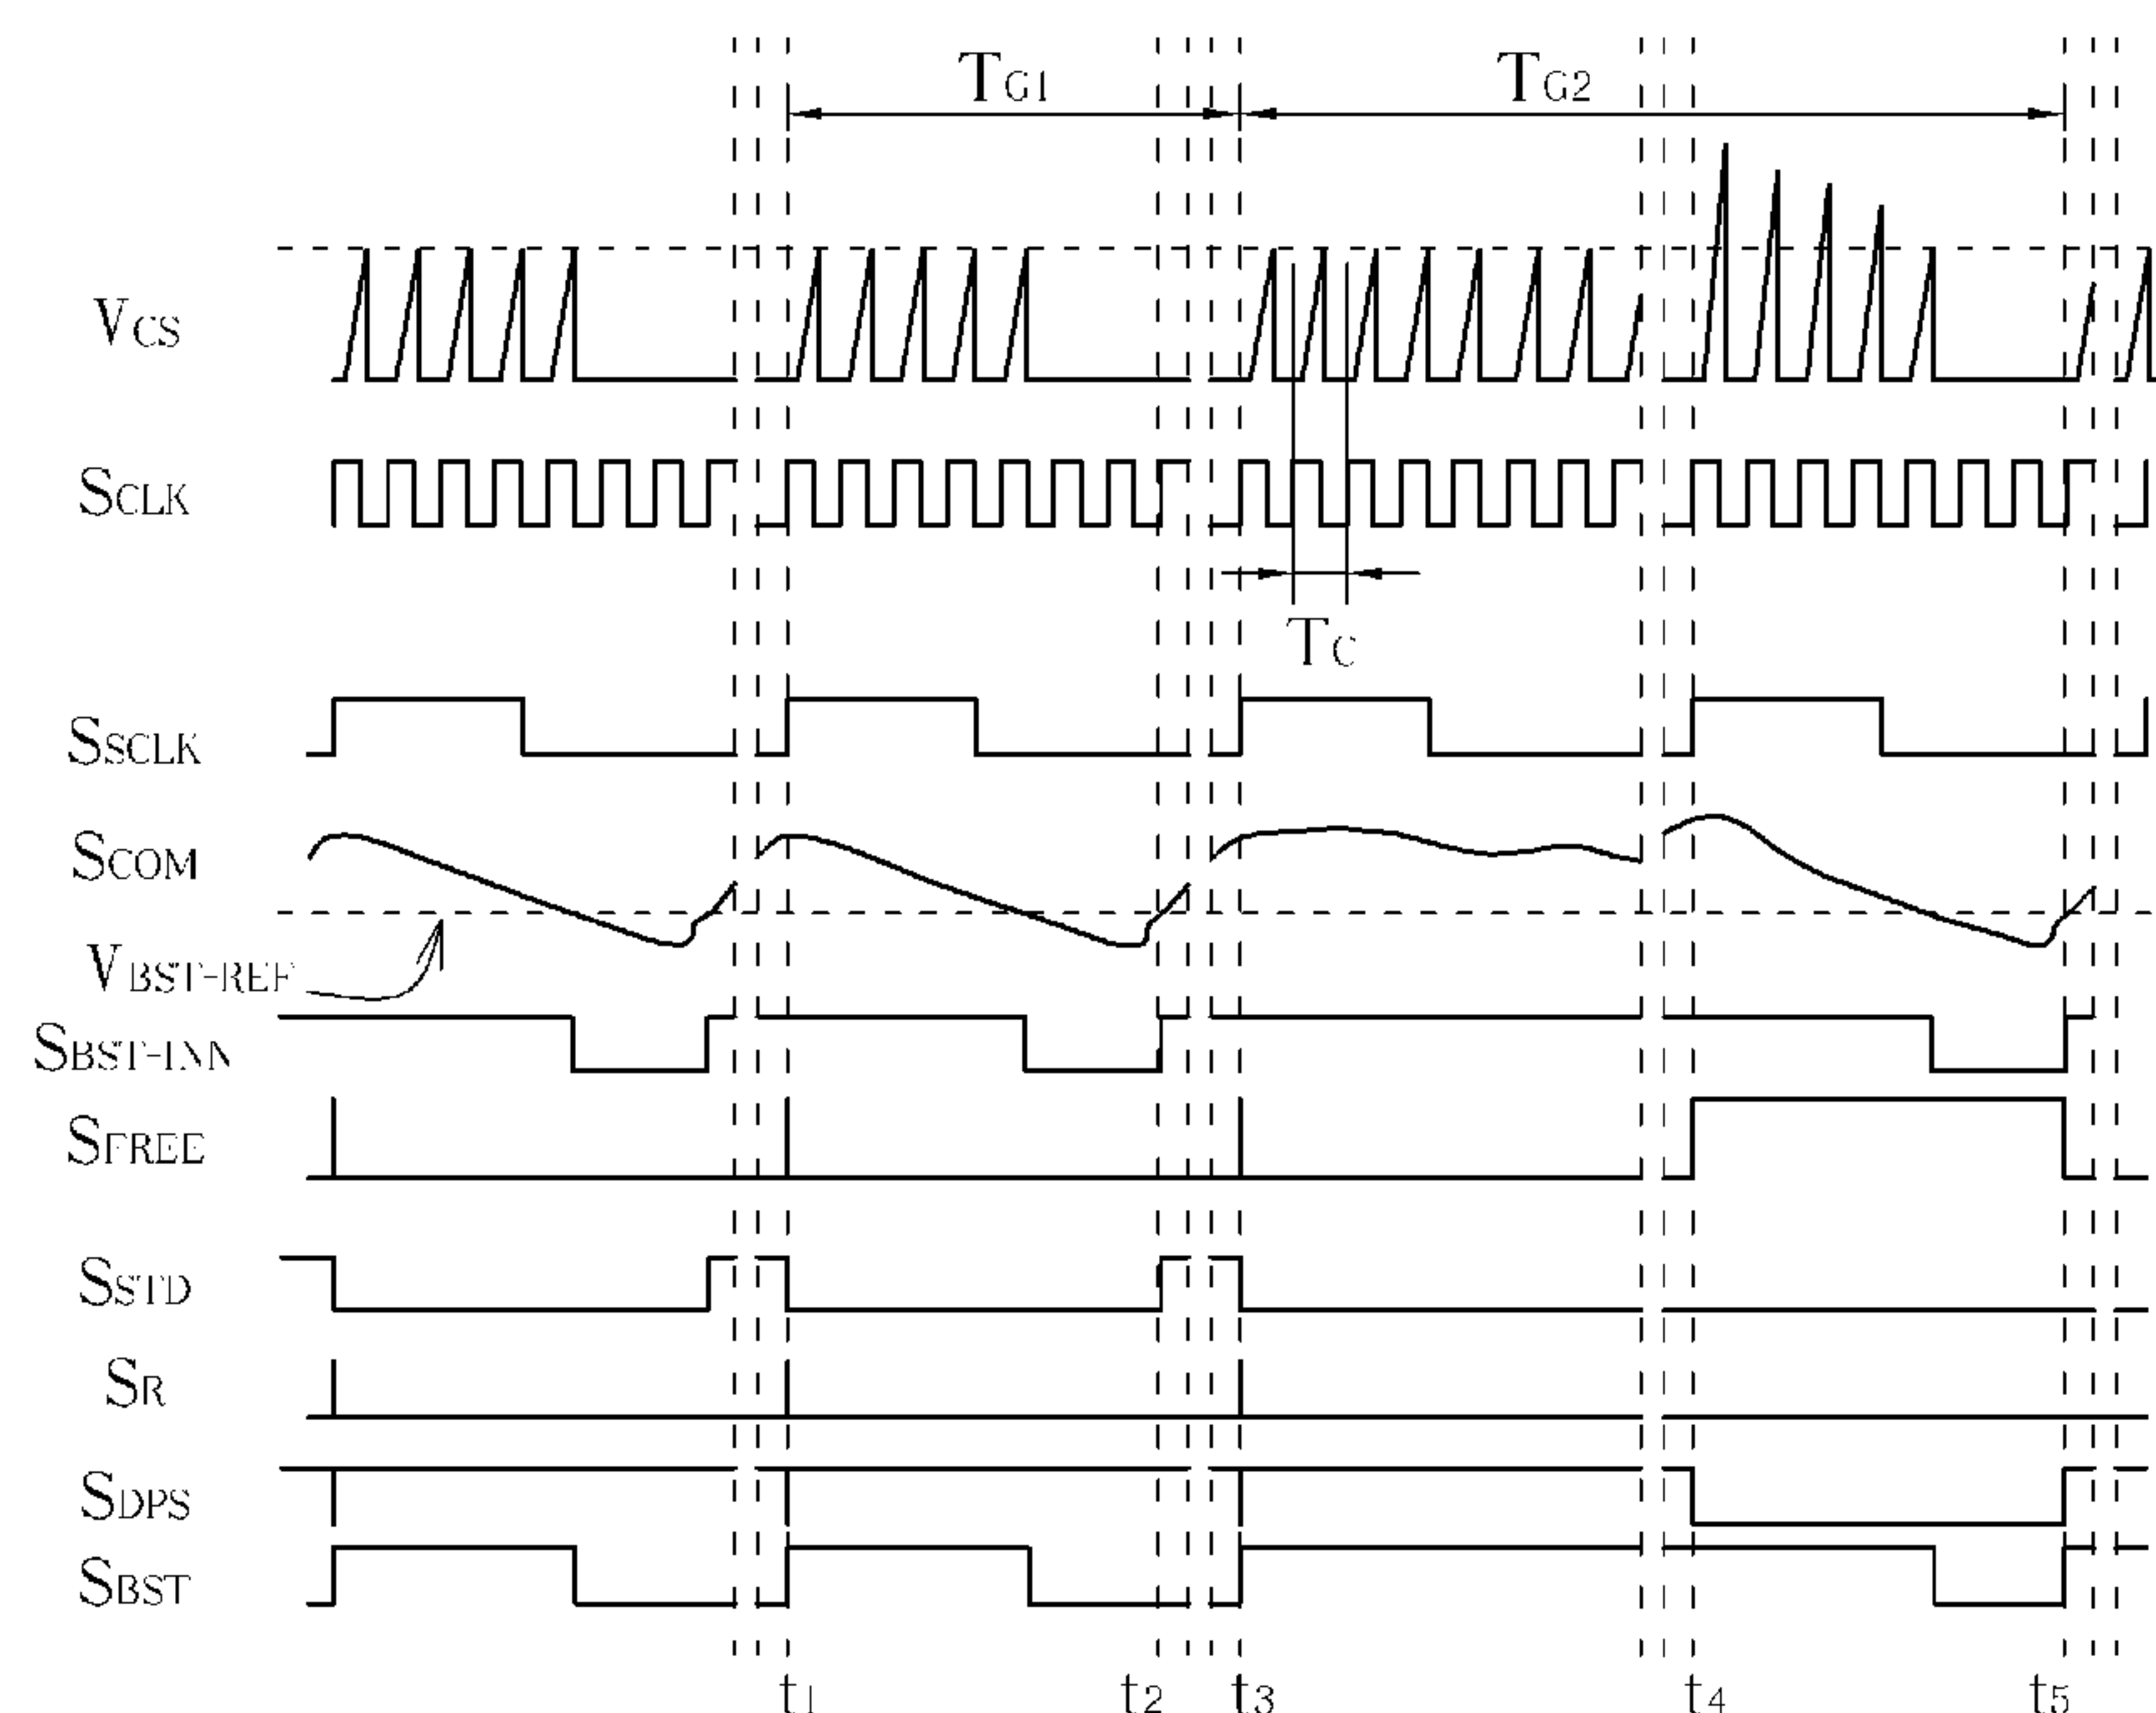 TG1 TG2
VCS
SCLK
TC
SSCLK
SCOM
VBST-REF
SBST-INN
SFREE
SSTD
SR
SDPS
SBST
t1 t2 t3 t4 t5